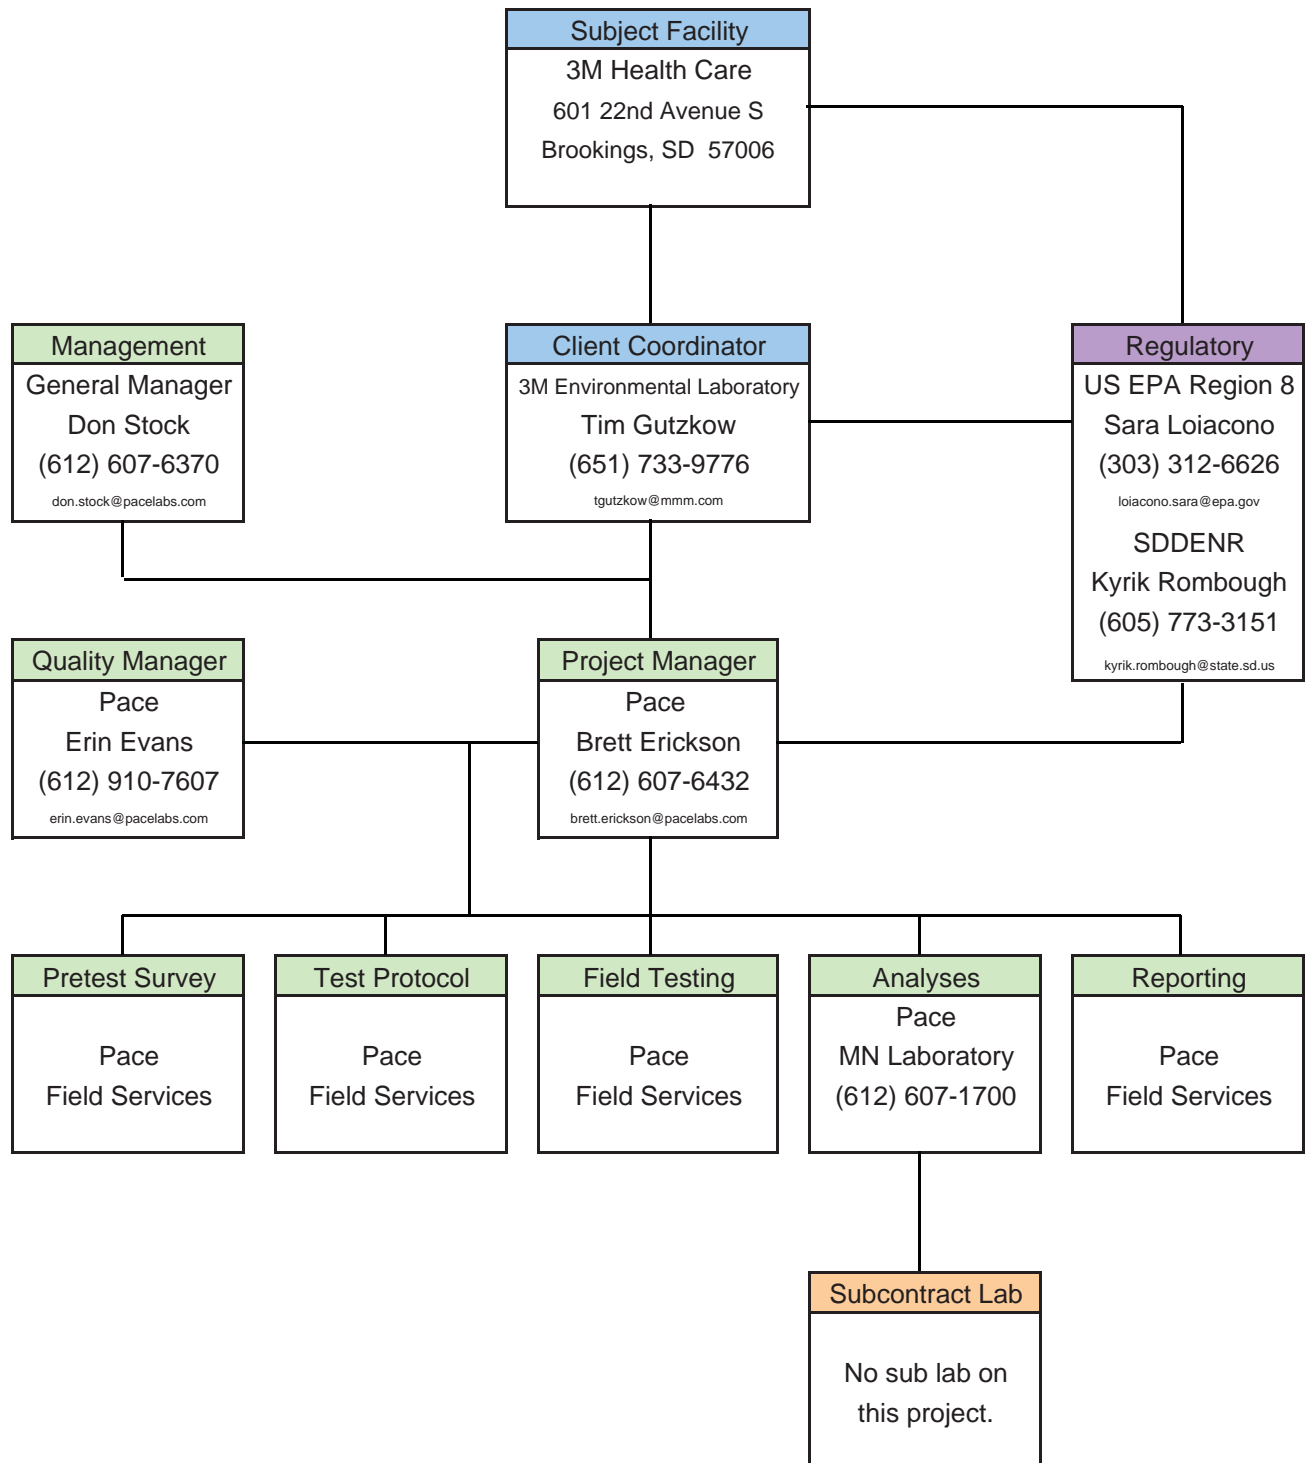 Subject Facility
3M Health Care
601 22nd Avenue S
Brookings, SD  57006
Management
General Manager
Don Stock
(612) 607-6370
don.stock@pacelabs.com
Client Coordinator
3M Environmental Laboratory
Tim Gutzkow
(651) 733-9776
tgutzkow@mmm.com
Regulatory
US EPA Region 8
Sara Loiacono
(303) 312-6626
loiacono.sara@epa.gov
SDDENR
Kyrik Rombough
(605) 773-3151
kyrik.rombough@state.sd.us
Quality Manager
Pace
Erin Evans
(612) 910-7607
erin.evans@pacelabs.com
Project Manager
Pace
Brett Erickson
(612) 607-6432
brett.erickson@pacelabs.com
Pretest Survey
Pace
Field Services
Test Protocol
Pace
Field Services
Field Testing
Pace
Field Services
Analyses
Pace
MN Laboratory
(612) 607-1700
Reporting
Pace
Field Services
Subcontract Lab
No sub lab on
this project.